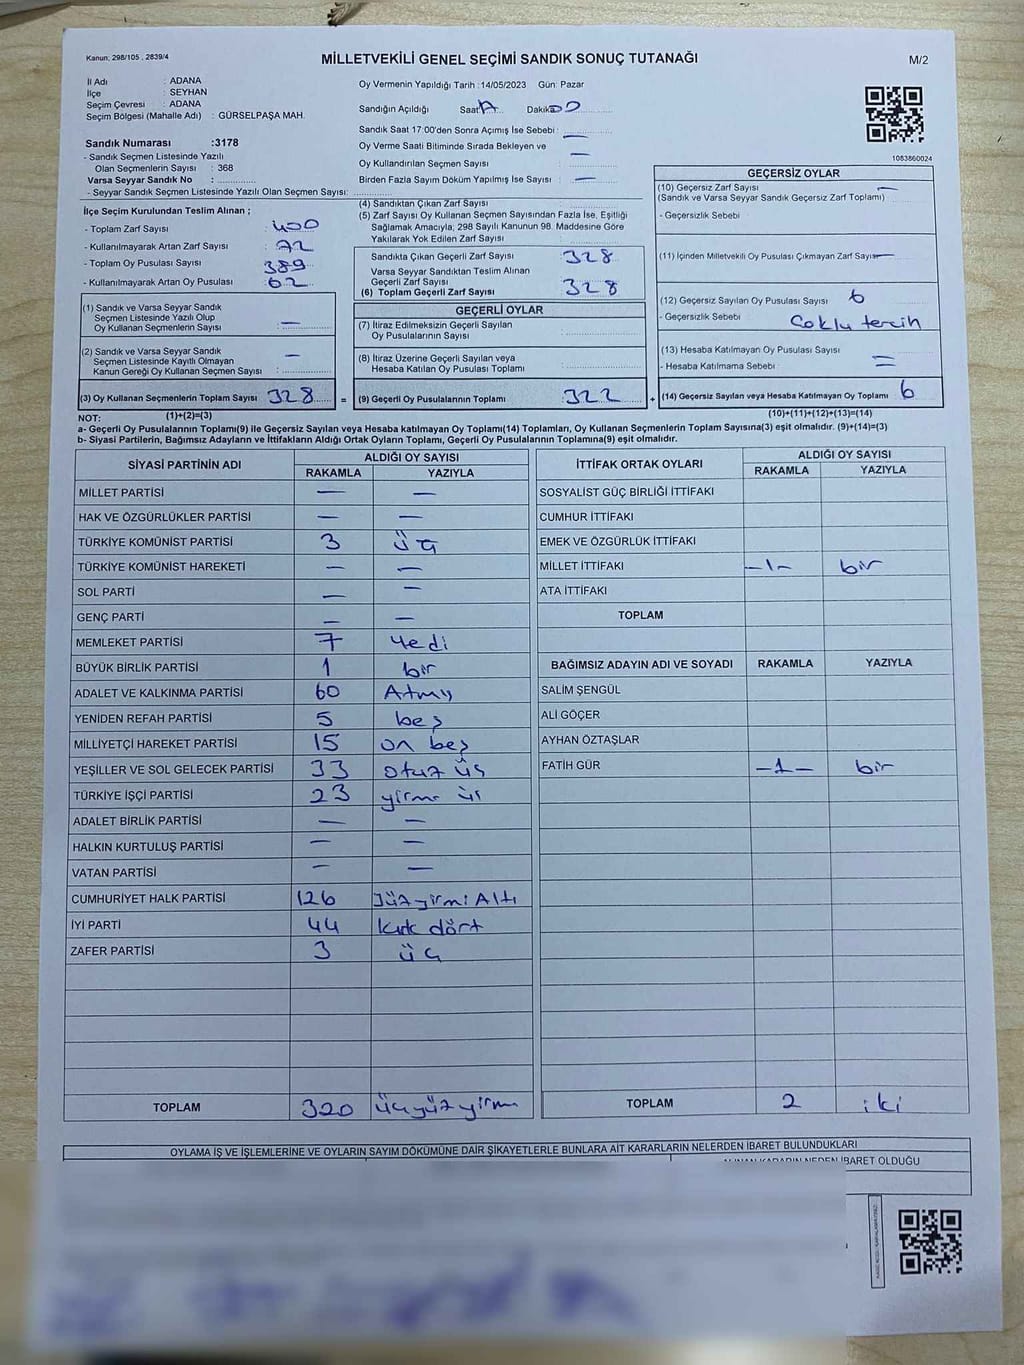 Kanun; 298/105 , 2839/4
MİLLETVEKİLİ GENEL SEÇİMİ SANDIK SONUÇ TUTANAĞI
M/2
İl Adı : ADANA
İlçe : SEYHAN
Seçim Çevresi : ADANA
Seçim Bölgesi (Mahalle Adı) : GÜRSELPAŞA MAH.
Sandık Numarası :3178
- Sandık Seçmen Listesinde Yazılı
Olan Seçmenlerin Sayısı : 368
Varsa Seyyar Sandık No :
- Seyyar Sandık Seçmen Listesinde Yazılı Olan Seçmen Sayısı:
Oy Vermenin Yapıldığı Tarih :14/05/2023 Gün: Pazar
Sandığın Açıldığı Saat Dakika 00
Sandık Saat 17:00'den Sonra Açımış İse Sebebi : —
Oy Verme Saati Bitiminde Sırada Bekleyen ve
Oy Kullandırılan Seçmen Sayısı : —
Birden Fazla Sayım Döküm Yapılmış İse Sayısı : —
1083860024
İlçe Seçim Kurulundan Teslim Alınan ;
- Toplam Zarf Sayısı : 400
- Kullanılmayarak Artan Zarf Sayısı : 72
- Toplam Oy Pusulası Sayısı : 389
- Kullanılmayarak Artan Oy Pusulası : 62
(1) Sandık ve Varsa Seyyar Sandık
Seçmen Listesinde Yazılı Olup
Oy Kullanan Seçmenlerin Sayısı : —
(2) Sandık ve Varsa Seyyar Sandık
Seçmen Listesinde Kayıtlı Olmayan
Kanun Gereği Oy Kullanan Seçmen Sayısı : —
(3) Oy Kullanan Seçmenlerin Toplam Sayısı : 328 =
(4) Sandıktan Çıkan Zarf Sayısı :
(5) Zarf Sayısı Oy Kullanan Seçmen Sayısından Fazla İse, Eşitliği
Sağlamak Amacıyla; 298 Sayılı Kanunun 98. Maddesine Göre
Yakılarak Yok Edilen Zarf Sayısı :
Sandıkta Çıkan Geçerli Zarf Sayısı : 328
Varsa Seyyar Sandıktan Teslim Alınan
Geçerli Zarf Sayısı
(6) Toplam Geçerli Zarf Sayısı : 328
GEÇERLİ OYLAR
(7) İtiraz Edilmeksizin Geçerli Sayılan
Oy Pusulalarının Sayısı :
(8) İtiraz Üzerine Geçerli Sayılan veya
Hesaba Katılan Oy Pusulası Toplamı :
(9) Geçerli Oy Pusulalarının Toplamı : 322 +
GEÇERSİZ OYLAR
(10) Geçersiz Zarf Sayısı : —
(Sandık ve Varsa Seyyar Sandık Geçersiz Zarf Toplamı)
- Geçersizlik Sebebi :
(11) İçinden Milletvekili Oy Pusulası Çıkmayan Zarf Sayısı —
(12) Geçersiz Sayılan Oy Pusulası Sayısı : 6
- Geçersizlik Sebebi : Çoklu tercih
(13) Hesaba Katılmayan Oy Pusulası Sayısı : —
- Hesaba Katılmama Sebebi : —
(14) Geçersiz Sayılan veya Hesaba Katılmayan Oy Toplamı : 6
NOT: (1)+(2)=(3)
(10)+(11)+(12)+(13)=(14)
a- Geçerli Oy Pusulalarının Toplamı(9) ile Geçersiz Sayılan veya Hesaba katılmayan Oy Toplamı(14) Toplamları, Oy Kullanan Seçmenlerin Toplam Sayısına(3) eşit olmalıdır. (9)+(14)=(3)
b- Siyasi Partilerin, Bağımsız Adayların ve İttifakların Aldığı Ortak Oyların Toplamı, Geçerli Oy Pusulalarının Toplamına(9) eşit olmalıdır.
SİYASİ PARTİNİN ADI ALDIĞI OY SAYISI
RAKAMLA YAZIYLA
MİLLET PARTİSİ — —
HAK VE ÖZGÜRLÜKLER PARTİSİ — —
TÜRKİYE KOMÜNİST PARTİSİ 3 üç
TÜRKİYE KOMÜNİST HAREKETİ — —
SOL PARTİ — —
GENÇ PARTİ — —
MEMLEKET PARTİSİ 7 yedi
BÜYÜK BİRLİK PARTİSİ 1 bir
ADALET VE KALKINMA PARTİSİ 60 Atmış
YENİDEN REFAH PARTİSİ 5 beş
MİLLİYETÇİ HAREKET PARTİSİ 15 on beş
YEŞİLLER VE SOL GELECEK PARTİSİ 33 otuz üç
TÜRKİYE İŞÇİ PARTİSİ 23 yirmi üç
ADALET BİRLİK PARTİSİ — —
HALKIN KURTULUŞ PARTİSİ — —
VATAN PARTİSİ — —
CUMHURİYET HALK PARTİSİ 126 yüz yirmi Altı
İYİ PARTİ 44 kırk dört
ZAFER PARTİSİ 3 üç
TOPLAM 320 üç yüz yirmi
İTTİFAK ORTAK OYLARI ALDIĞI OY SAYISI
RAKAMLA YAZIYLA
SOSYALİST GÜÇ BİRLİĞİ İTTİFAKI
CUMHUR İTTİFAKI
EMEK VE ÖZGÜRLÜK İTTİFAKI
MİLLET İTTİFAKI -1- bir
ATA İTTİFAKI
TOPLAM
BAĞIMSIZ ADAYIN ADI VE SOYADI RAKAMLA YAZIYLA
SALİM ŞENGÜL
ALİ GÖÇER
AYHAN ÖZTAŞLAR
FATİH GÜR -1- bir
TOPLAM 2 iki
OYLAMA İŞ VE İŞLEMLERİNE VE OYLARIN SAYIM DÖKÜMÜNE DAİR ŞİKAYETLERLE BUNLARA AİT KARARLARIN NELERDEN İBARET BULUNDUKLARI
ALINAN KARARIN NEDEN İBARET OLDUĞU